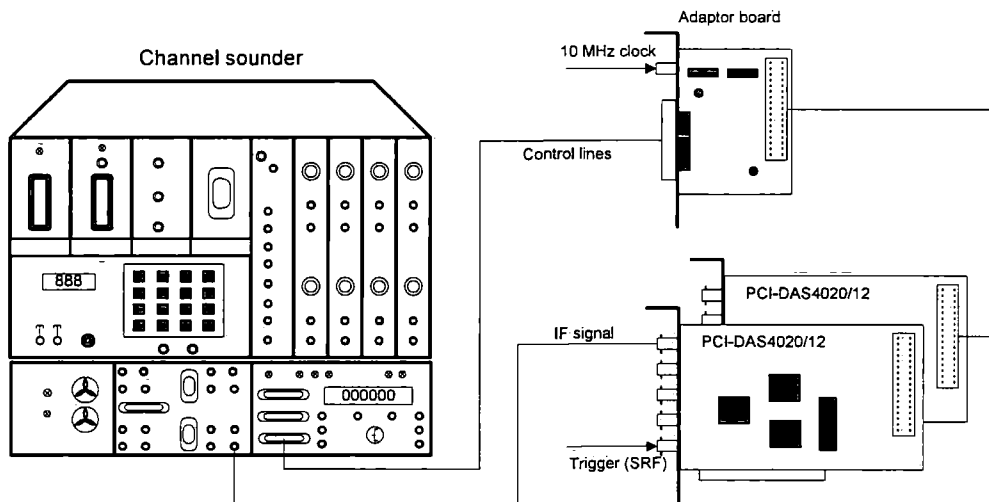 Adaptor board
Channel sounder
10 MHz clock
Control lines
888
PCI-DAS4020/12
IF signal
PCI-DAS4020/12
000000
Trigger (SRF)